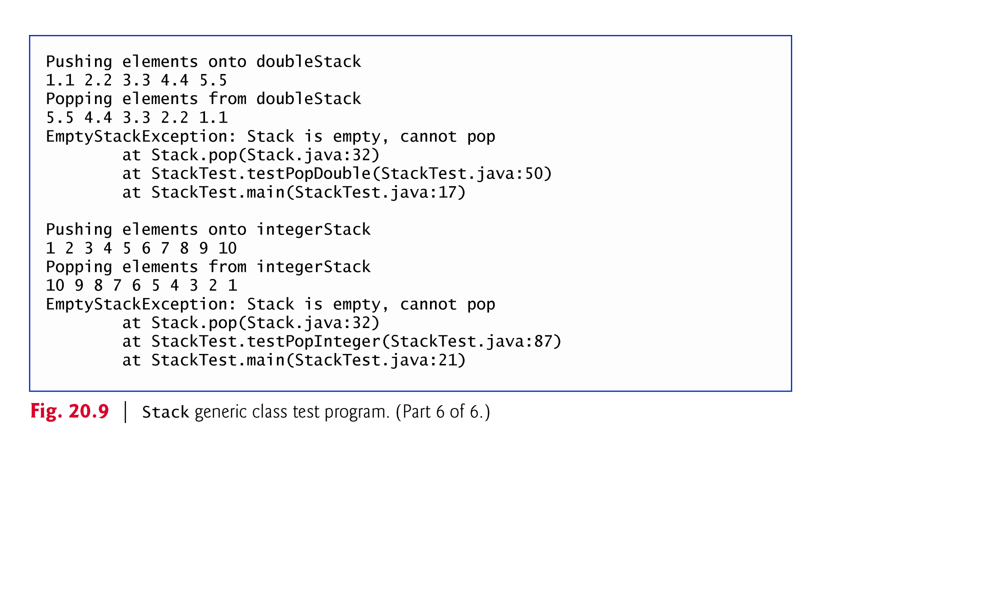 Pushing elements onto doubleStack
1.1 2.2 3.3 4.4 5.5
Popping elements from doubleStack
5.5 4.4 3.3 2.2 1.1
EmptyStackException: Stack is empty, cannot pop
        at Stack.pop(Stack.java:32)
        at StackTest.testPopDouble(StackTest.java:50)
        at StackTest.main(StackTest.java:17)

Pushing elements onto integerStack
1 2 3 4 5 6 7 8 9 10
Popping elements from integerStack
10 9 8 7 6 5 4 3 2 1
EmptyStackException: Stack is empty, cannot pop
        at Stack.pop(Stack.java:32)
        at StackTest.testPopInteger(StackTest.java:87)
        at StackTest.main(StackTest.java:21)
Fig. 20.9 | Stack generic class test program. (Part 6 of 6.)